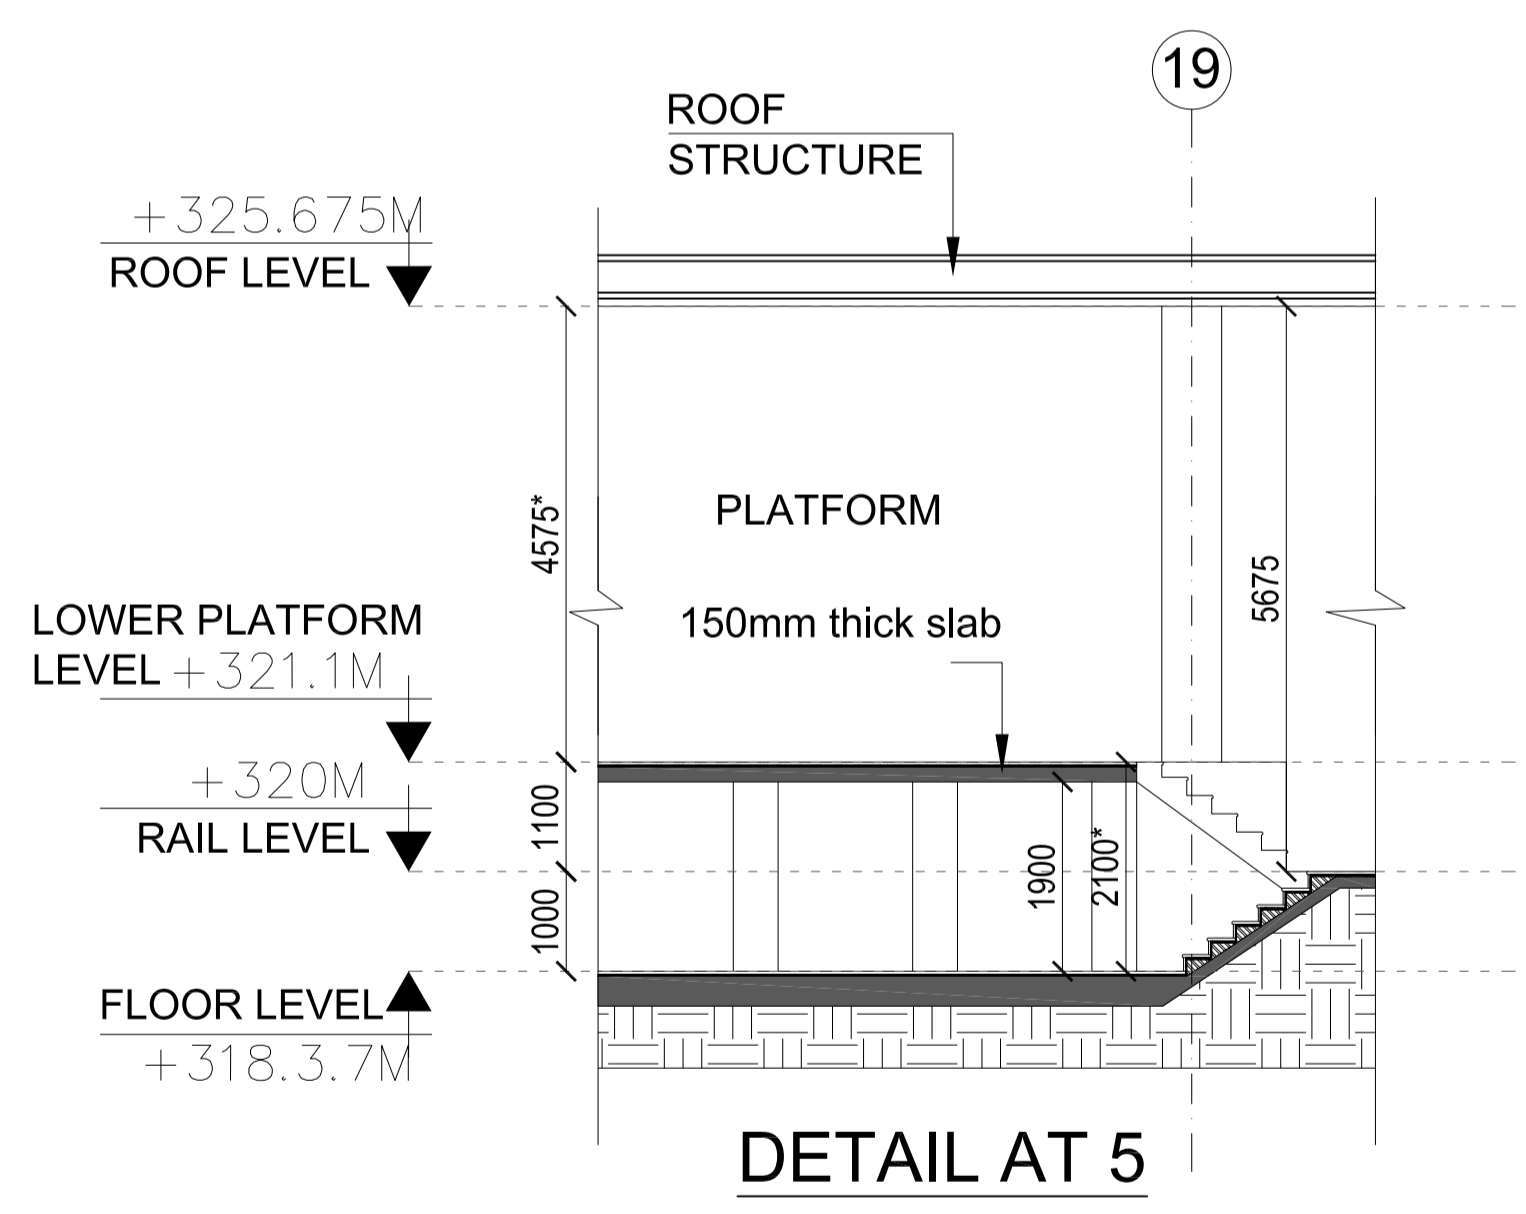 19
ROOF
STRUCTURE
+325.675M
ROOF LEVEL
4575*
PLATFORM
5675
150mm thick slab
LOWER PLATFORM
LEVEL +321.1M
+320M
RAIL LEVEL
1100
1900
2100*
1000
FLOOR LEVEL
+318.3.7M
DETAIL AT 5